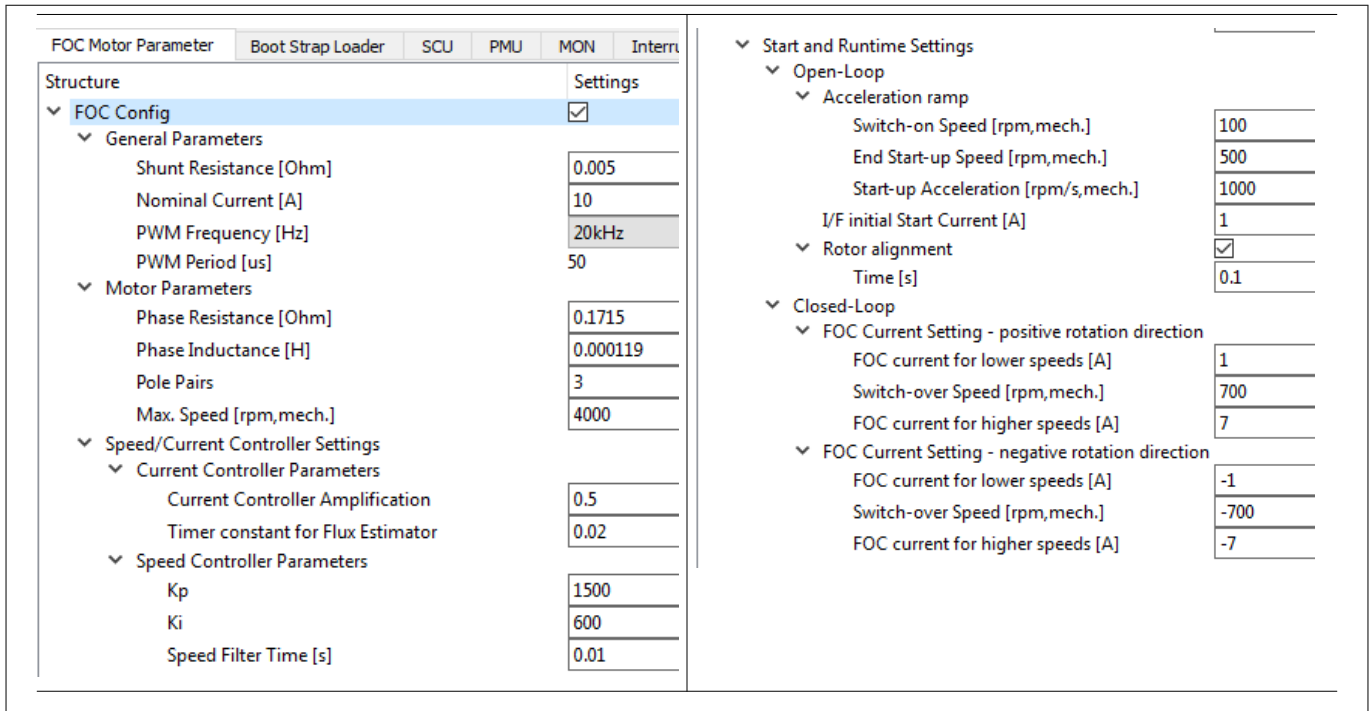 FOC Motor Parameter Boot Strap Loader SCU PMU MON Interru
Structure Settings
FOC Config
General Parameters
Shunt Resistance [Ohm] 0.005
Nominal Current [A] 10
PWM Frequency [Hz] 20kHz
PWM Period [us] 50
Motor Parameters
Phase Resistance [Ohm] 0.1715
Phase Inductance [H] 0.000119
Pole Pairs 3
Max. Speed [rpm,mech.] 4000
Speed/Current Controller Settings
Current Controller Parameters
Current Controller Amplification 0.5
Timer constant for Flux Estimator 0.02
Speed Controller Parameters
Kp 1500
Ki 600
Speed Filter Time [s] 0.01
Start and Runtime Settings
Open-Loop
Acceleration ramp
Switch-on Speed [rpm,mech.] 100
End Start-up Speed [rpm,mech.] 500
Start-up Acceleration [rpm/s,mech.] 1000
I/F initial Start Current [A] 1
Rotor alignment
Time [s] 0.1
Closed-Loop
FOC Current Setting - positive rotation direction
FOC current for lower speeds [A] 1
Switch-over Speed [rpm,mech.] 700
FOC current for higher speeds [A] 7
FOC Current Setting - negative rotation direction
FOC current for lower speeds [A] -1
Switch-over Speed [rpm,mech.] -700
FOC current for higher speeds [A] -7